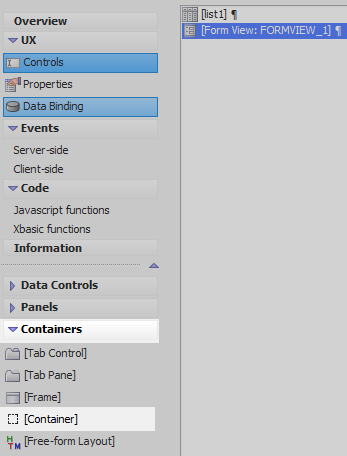 Overview
UX
Controls
Properties
Data Binding
Events
Server-side
Client-side
Code
Javascript functions
Xbasic functions
Information
Data Controls
Panels
Containers
[Tab Control]
[Tab Pane]
[Frame]
[Container]
HTM [Free-form Layout]
[list1] ¶
[Form View: FORMVIEW_1] ¶